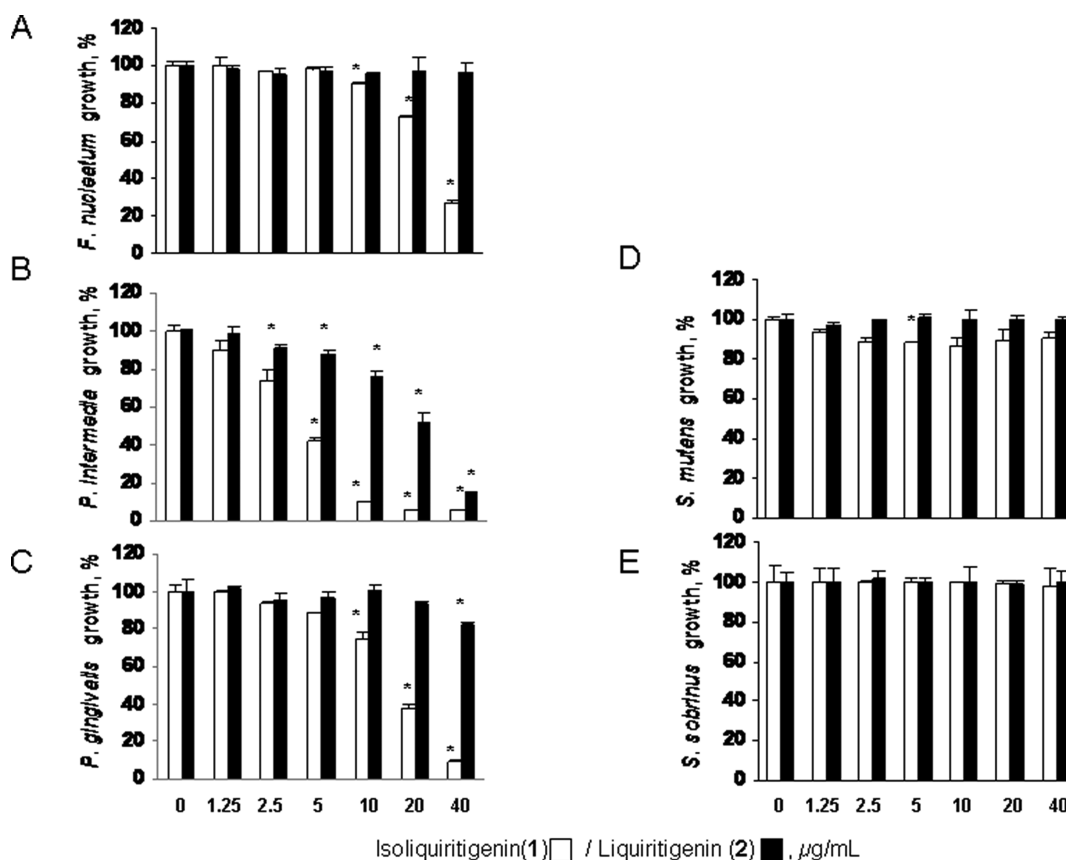 A
F. nucleatum growth, %
120
100
80
60
40
20
0
* * *
B
P. intermedia growth, %
120
100
80
60
40
20
0
* * * * * * * * *
C
P. gingivalis growth, %
120
100
80
60
40
20
0
* * * *
0 1.25 2.5 5 10 20 40
D
S. mutans growth, %
120
100
80
60
40
20
0
*
E
S. sobrinus growth, %
120
100
80
60
40
20
0
0 1.25 2.5 5 10 20 40
Isoliquiritigenin(1) / Liquiritigenin (2) , µg/mL